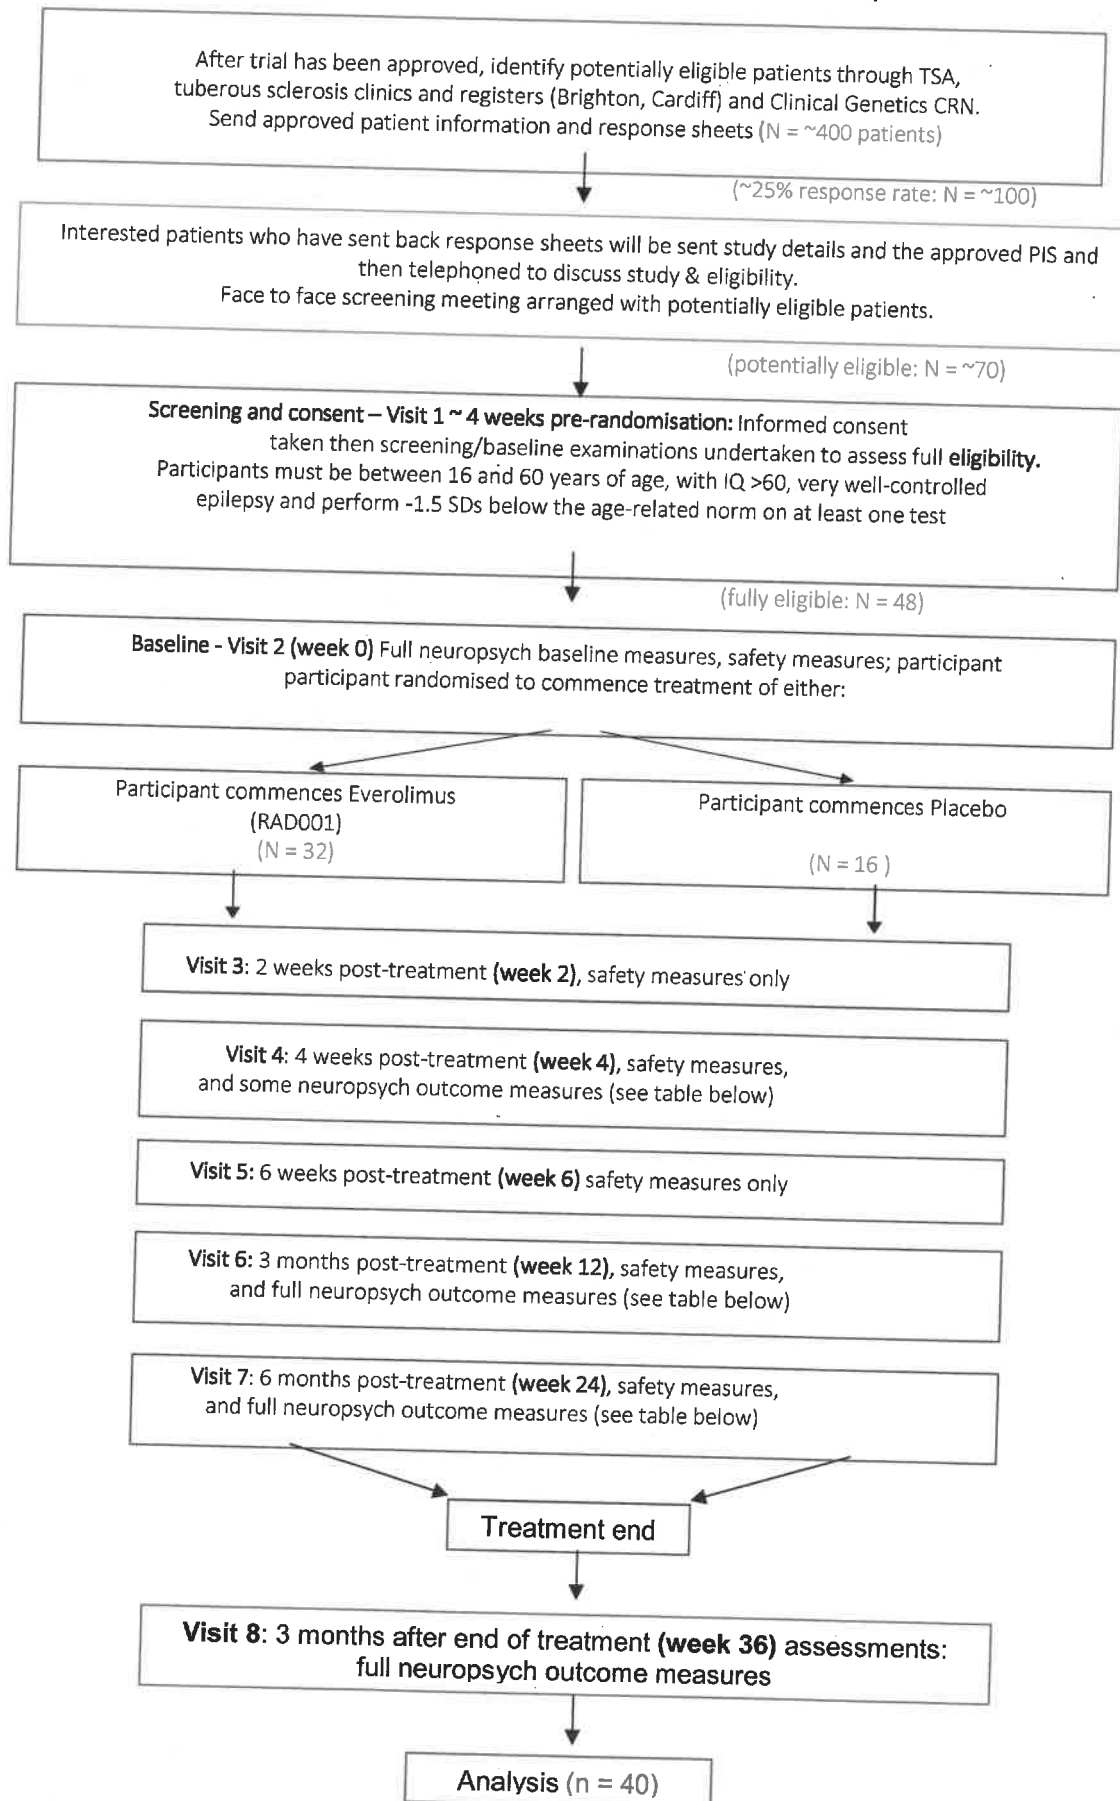 After trial has been approved, identify potentially eligible patients through TSA,
tuberous sclerosis clinics and registers (Brighton, Cardiff) and Clinical Genetics CRN.
Send approved patient information and response sheets (N = ~400 patients)
(~25% response rate: N = ~100)
Interested patients who have sent back response sheets will be sent study details and the approved PIS and
then telephoned to discuss study & eligibility.
Face to face screening meeting arranged with potentially eligible patients.
(potentially eligible: N = ~70)
Screening and consent – Visit 1 ~ 4 weeks pre-randomisation: Informed consent
taken then screening/baseline examinations undertaken to assess full eligibility.
Participants must be between 16 and 60 years of age, with IQ >60, very well-controlled
epilepsy and perform -1.5 SDs below the age-related norm on at least one test
(fully eligible: N = 48)
Baseline - Visit 2 (week 0) Full neuropsych baseline measures, safety measures; participant
participant randomised to commence treatment of either:
Participant commences Everolimus
(RAD001)
(N = 32)
Participant commences Placebo
(N = 16 )
Visit 3: 2 weeks post-treatment (week 2), safety measures only
Visit 4: 4 weeks post-treatment (week 4), safety measures,
and some neuropsych outcome measures (see table below)
Visit 5: 6 weeks post-treatment (week 6) safety measures only
Visit 6: 3 months post-treatment (week 12), safety measures,
and full neuropsych outcome measures (see table below)
Visit 7: 6 months post-treatment (week 24), safety measures,
and full neuropsych outcome measures (see table below)
Treatment end
Visit 8: 3 months after end of treatment (week 36) assessments:
full neuropsych outcome measures
Analysis (n = 40)